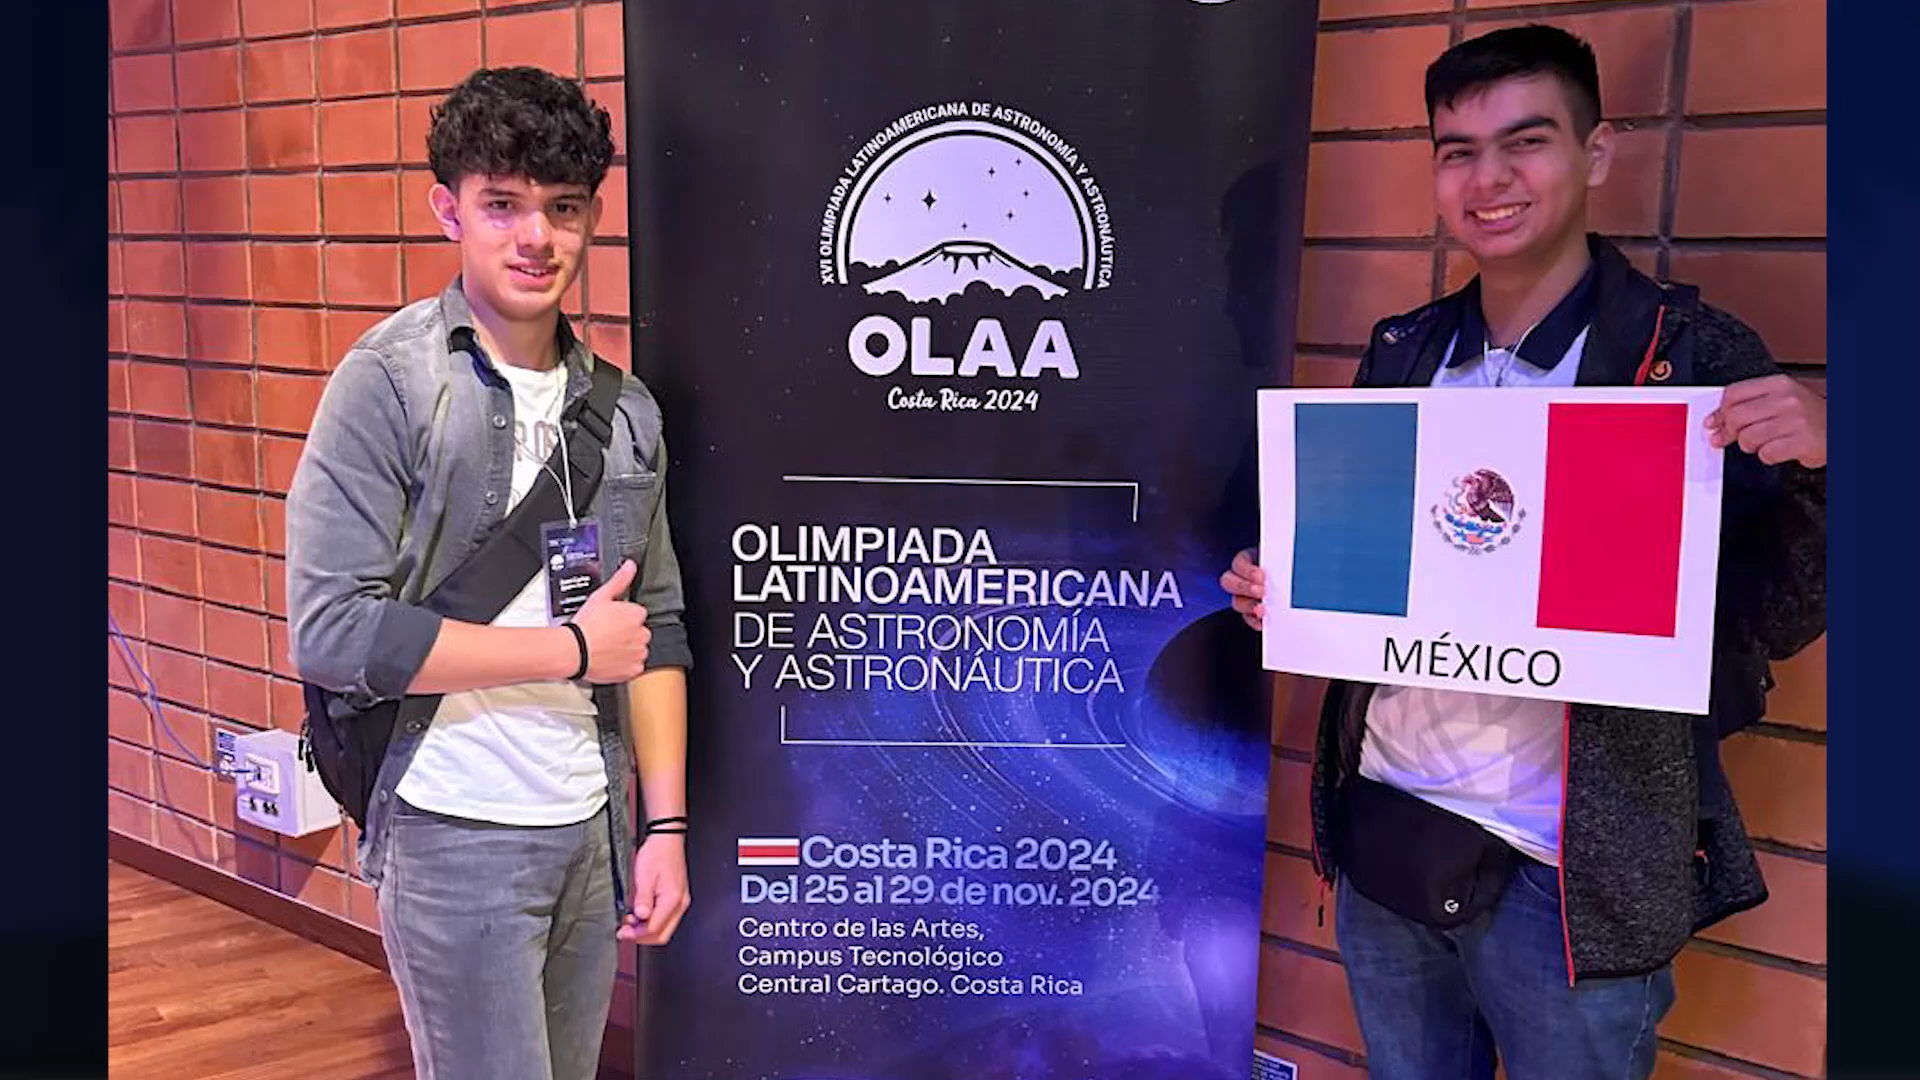 XVI OLIMPIADA LATINOAMERICANA DE ASTRONOMÍA Y ASTRONÁUTICA
OLAA
Costa Rica 2024
OLIMPIADA
LATINOAMERICANA
DE ASTRONOMÍA
Y ASTRONÁUTICA
Costa Rica 2024
Del 25 al 29 de nov. 2024
Centro de las Artes,
Campus Tecnológico
Central Cartago. Costa Rica
MÉXICO